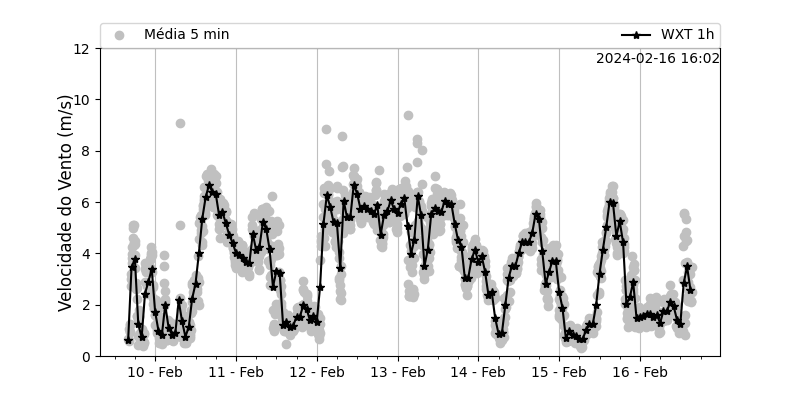 Média 5 min
WXT 1h
2024-02-16 16:02
Velocidade do Vento (m/s)
12
10
8
6
4
2
0
10 - Feb
11 - Feb
12 - Feb
13 - Feb
14 - Feb
15 - Feb
16 - Feb